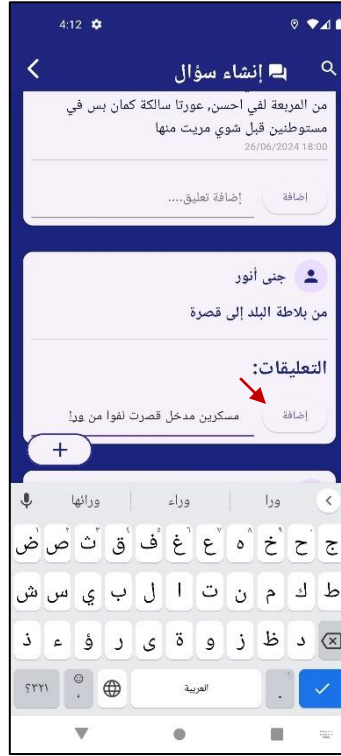 4:12
إنشاء سؤال
من المربعة لفي احسن, عورتا سالكة كمان بس في
مستوطنين قبل شوي مريت منها
26/06/2024 18:00
إضافة تعليق....
إضافة
جنى أنور
من بلاطة البلد إلى قصرة
التعليقات:
مسكرين مدخل قصرت لفوا من ورا
إضافة
+
ورا وراء ورائها
ض ص ث ق ف غ ع ه خ ح ج
ش س ي ب ل ا ت ن م ك ط
ذ ء ؤ ر ى ة و ز ظ د
٣٢١؟ ، العربية .